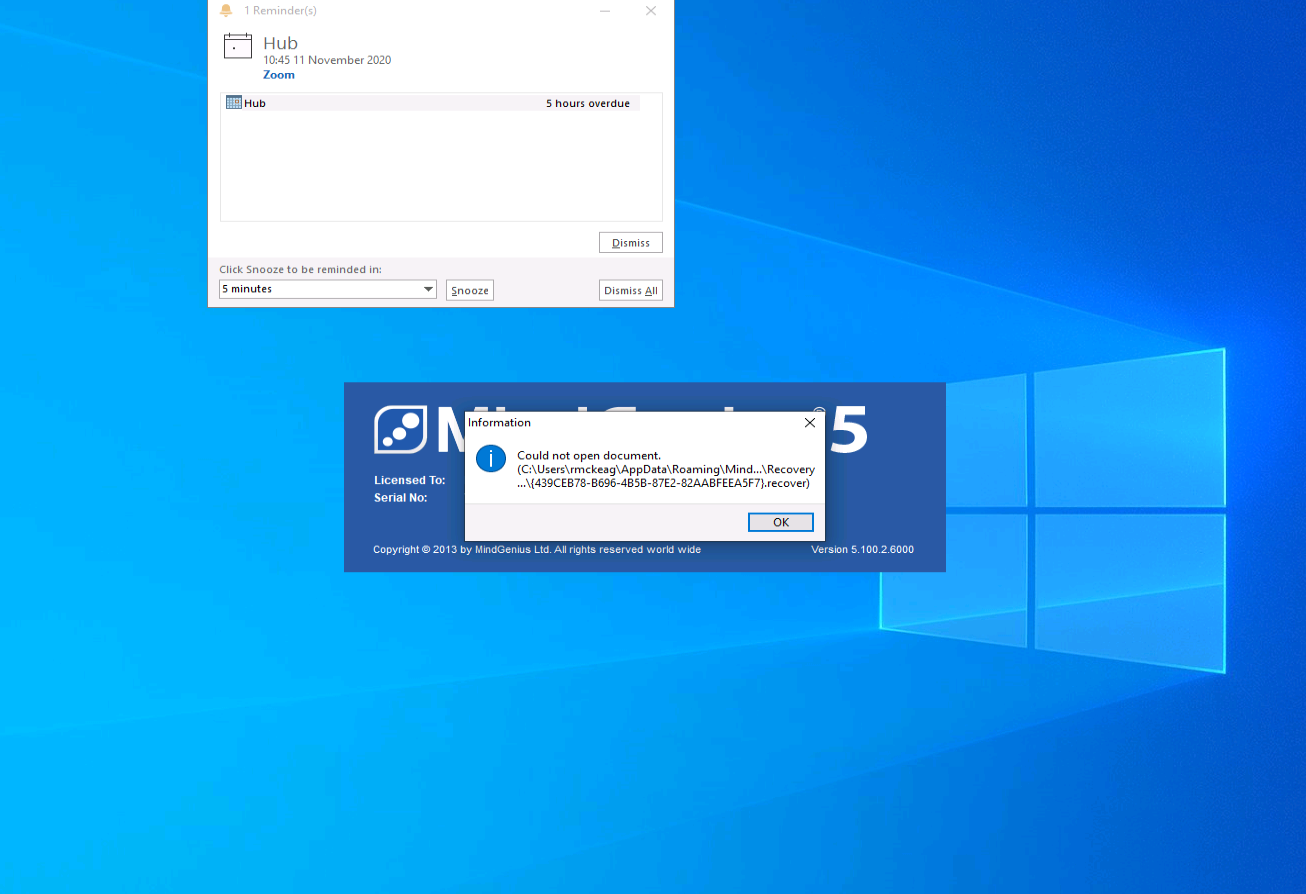 1 Reminder(s)
Hub
10:45 11 November 2020
Zoom
Hub 5 hours overdue
Dismiss
Click Snooze to be reminded in:
5 minutes Snooze Dismiss All
5
Information
Could not open document.
(C:\Users\rmckeag\AppData\Roaming\Mind...\Recovery
...\{439CEB78-B696-4B5B-87E2-82AABFEEA5F7}.recover)
OK
Licensed To:
Serial No:
Copyright © 2013 by MindGenius Ltd. All rights reserved world wide Version 5.100.2.6000